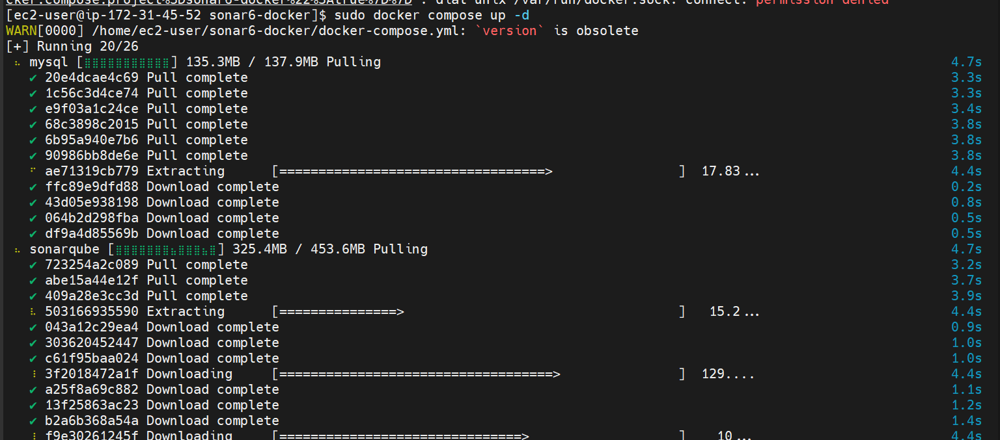 cker.compose.project%3Dsonar6-docker%22%3Atrue%7D%7D": dial unix /var/run/docker.sock: connect: permission denied
[ec2-user@ip-172-31-45-52 sonar6-docker]$ sudo docker compose up -d
WARN[0000] /home/ec2-user/sonar6-docker/docker-compose.yml: `version` is obsolete
[+] Running 20/26
mysql [⣿⣿⣿⣿⣿⣿⣿⣿⣿⣿⣿] 135.3MB / 137.9MB Pulling 4.7s
✔ 20e4dcae4c69 Pull complete 3.3s
✔ 1c56c3d4ce74 Pull complete 3.3s
✔ e9f03a1c24ce Pull complete 3.4s
✔ 68c3898c2015 Pull complete 3.8s
✔ 6b95a940e7b6 Pull complete 3.8s
✔ 90986bb8de6e Pull complete 3.8s
ae71319cb779 Extracting [==================================> ] 17.83... 4.4s
✔ ffc89e9dfd88 Download complete 0.2s
✔ 43d05e938198 Download complete 0.8s
✔ 064b2d298fba Download complete 0.5s
✔ df9a4d85569b Download complete 0.5s
sonarqube [⣿⣿⣿⣿⣿⣿⣿⣦⣿⣿⣿⣦⣿] 325.4MB / 453.6MB Pulling 4.7s
✔ 723254a2c089 Pull complete 3.2s
✔ abe15a44e12f Pull complete 3.7s
✔ 409a28e3cc3d Pull complete 3.9s
503166935590 Extracting [===============> ] 15.2... 4.4s
✔ 043a12c29ea4 Download complete 0.9s
✔ 303620452447 Download complete 1.0s
✔ c61f95baa024 Download complete 1.0s
3f2018472a1f Downloading [===================================> ] 129.... 4.4s
✔ a25f8a69c882 Download complete 1.1s
✔ 13f25863ac23 Download complete 1.2s
✔ b2a6b368a54a Download complete 1.4s
f9e30261245f Downloading [===============================> ] 10... 4.4s